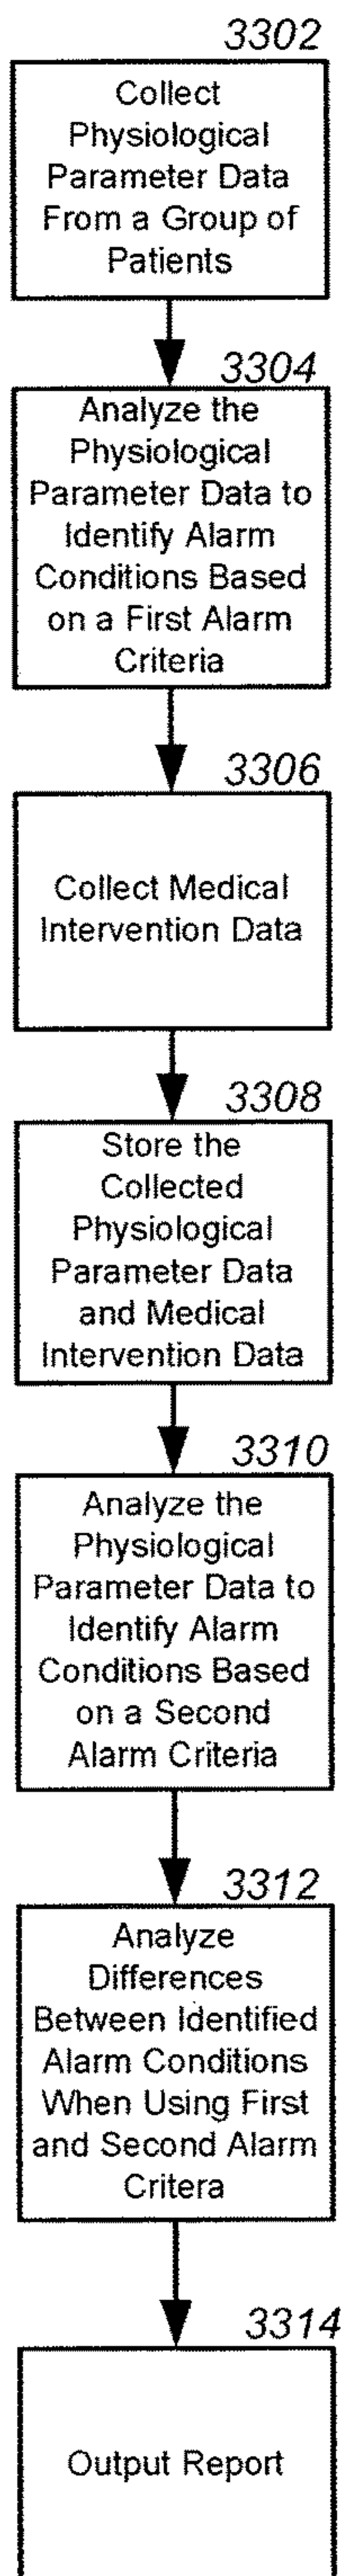 3302
Collect
Physiological
Parameter Data
From a Group of
Patients
3304
Analyze the
Physiological
Parameter Data to
Identify Alarm
Conditions Based
on a First Alarm
Criteria
3306
Collect Medical
Intervention Data
3308
Store the
Collected
Physiological
Parameter Data
and Medical
Intervention Data
3310
Analyze the
Physiological
Parameter Data to
Identify Alarm
Conditions Based
on a Second
Alarm Criteria
3312
Analyze
Differences
Between Identified
Alarm Conditions
When Using First
and Second Alarm
Critera
3314
Output Report